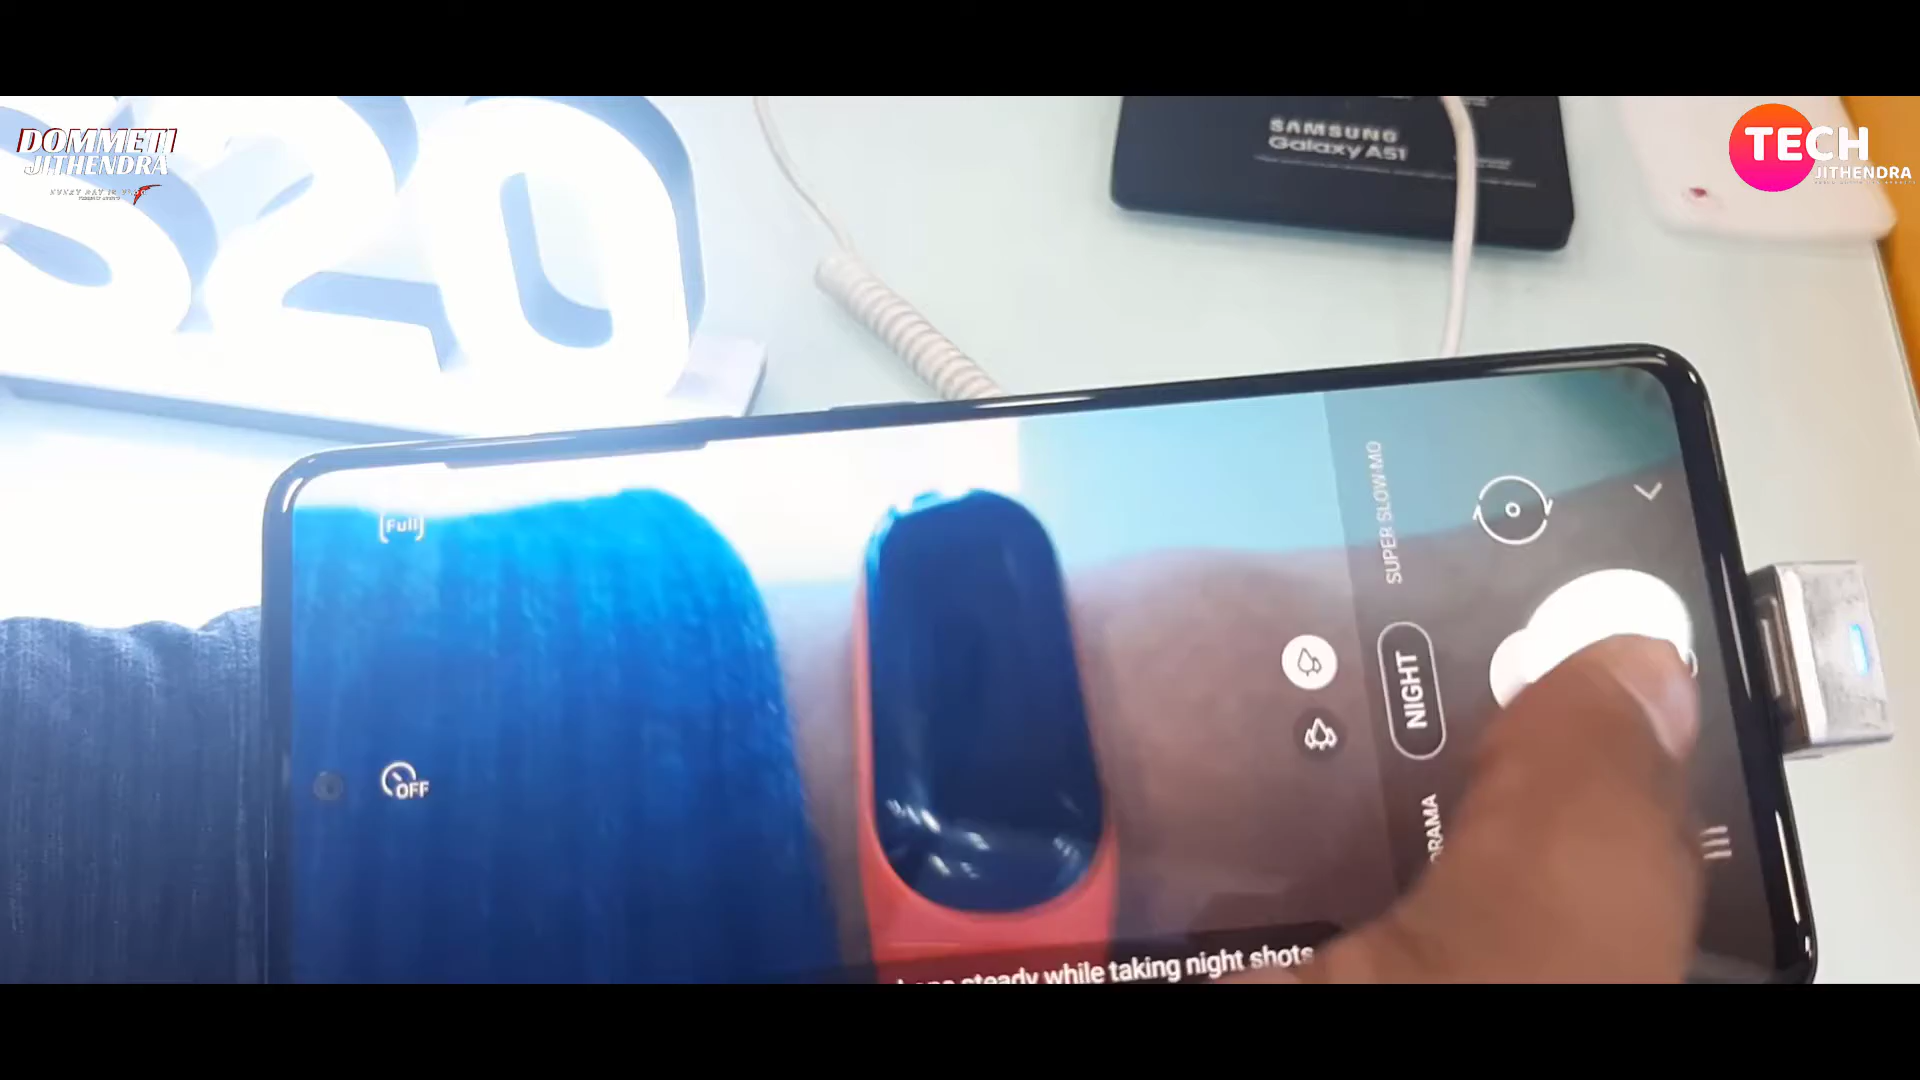 S20
DOMMETI
JITHENDRA
SAMSUNG
Galaxy A51
TECH
JITHENDRA
Full
SUPER SLOW-MO
NIGHT
OFF
steady while taking night shots